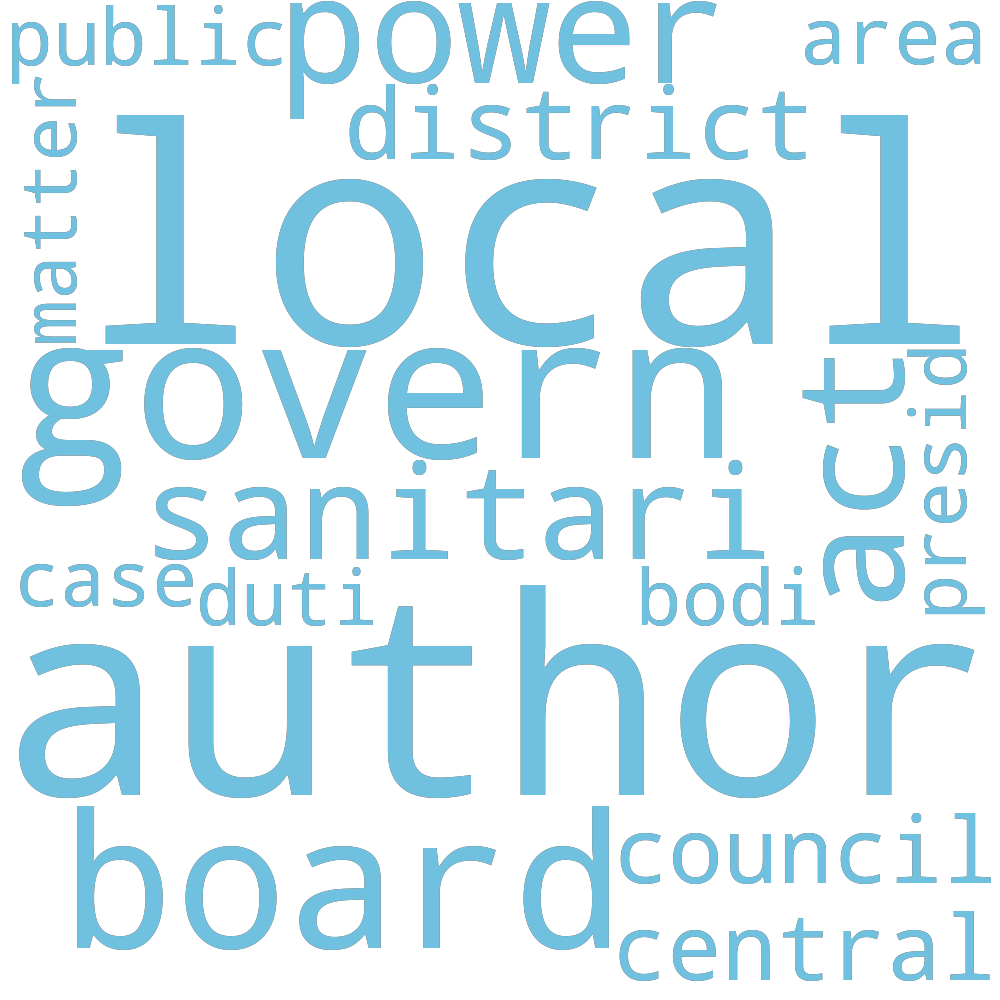 public power area
district
matter
local
govern
act
presid
sanitari
case duti bodi
author
board
council
central